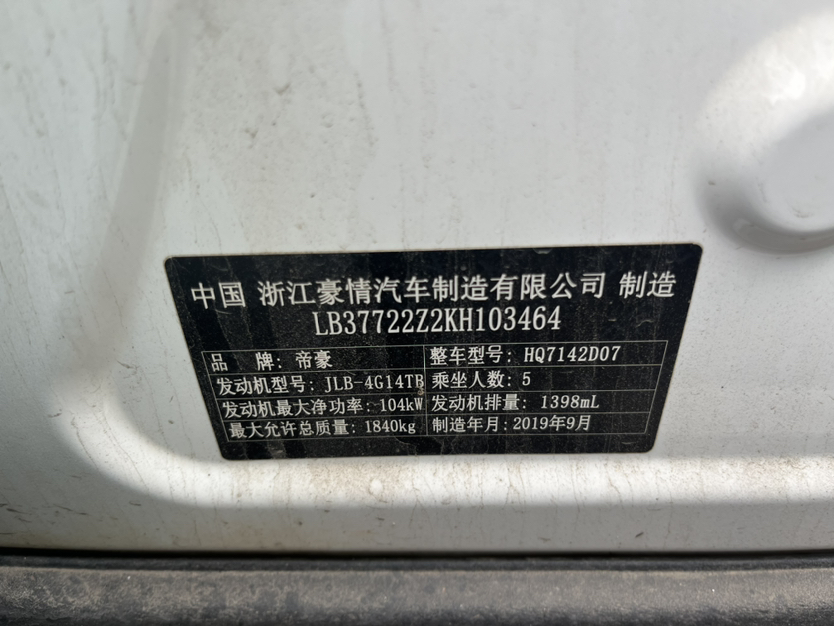 中国 浙江豪情汽车制造有限公司 制造
LB37722Z2KH103464
品 牌: 帝豪 整车型号: HQ7142D07
发动机型号: JLB-4G14TB 乘坐人数: 5
发动机最大净功率: 104kW 发动机排量: 1398mL
最大允许总质量: 1840kg 制造年月: 2019年9月